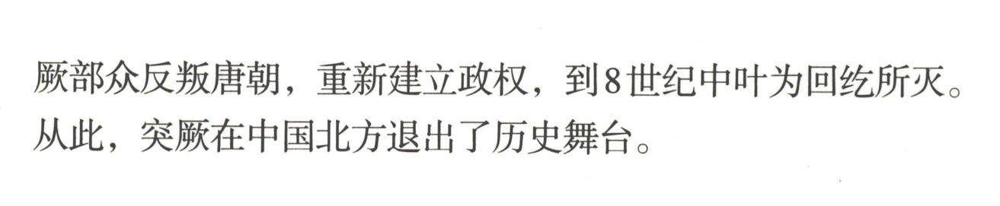 厥部众反叛唐朝，重新建立政权，到8世纪中叶为回纥所灭。
从此，突厥在中国北方退出了历史舞台。